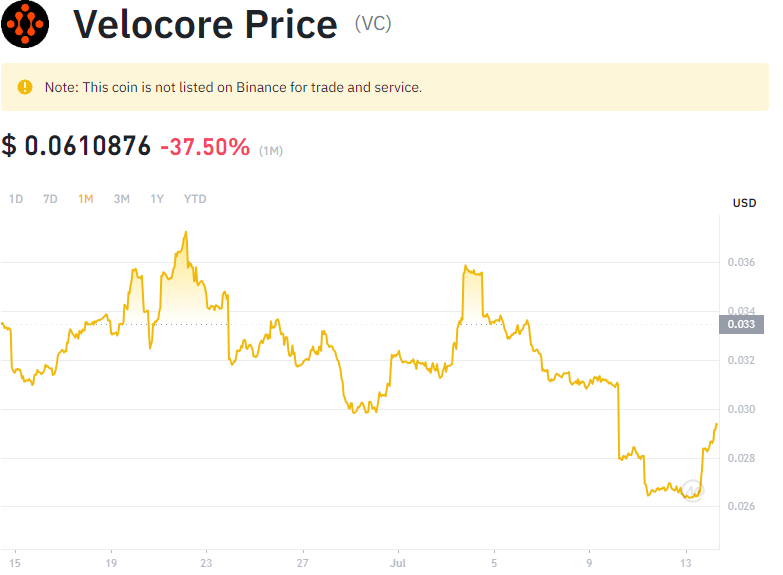 Velocore Price (VC)
Note: This coin is not listed on Binance for trade and service.
$ 0.0610876 -37.50% (1M)
1D 7D 1M 3M 1Y YTD
USD
0.036
0.034
0.033
0.032
0.030
0.028
0.026
15 19 23 27 Jul 5 9 13